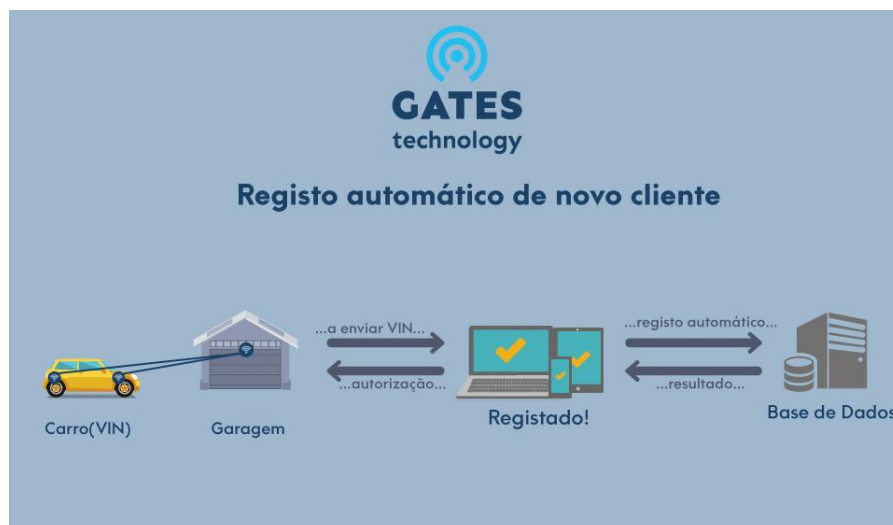 GATES
technology
Registo automático de novo cliente
...a enviar VIN...
...autorização...
...registo automático...
...resultado...
Carro(VIN)
Garagem
Registado!
Base de Dados